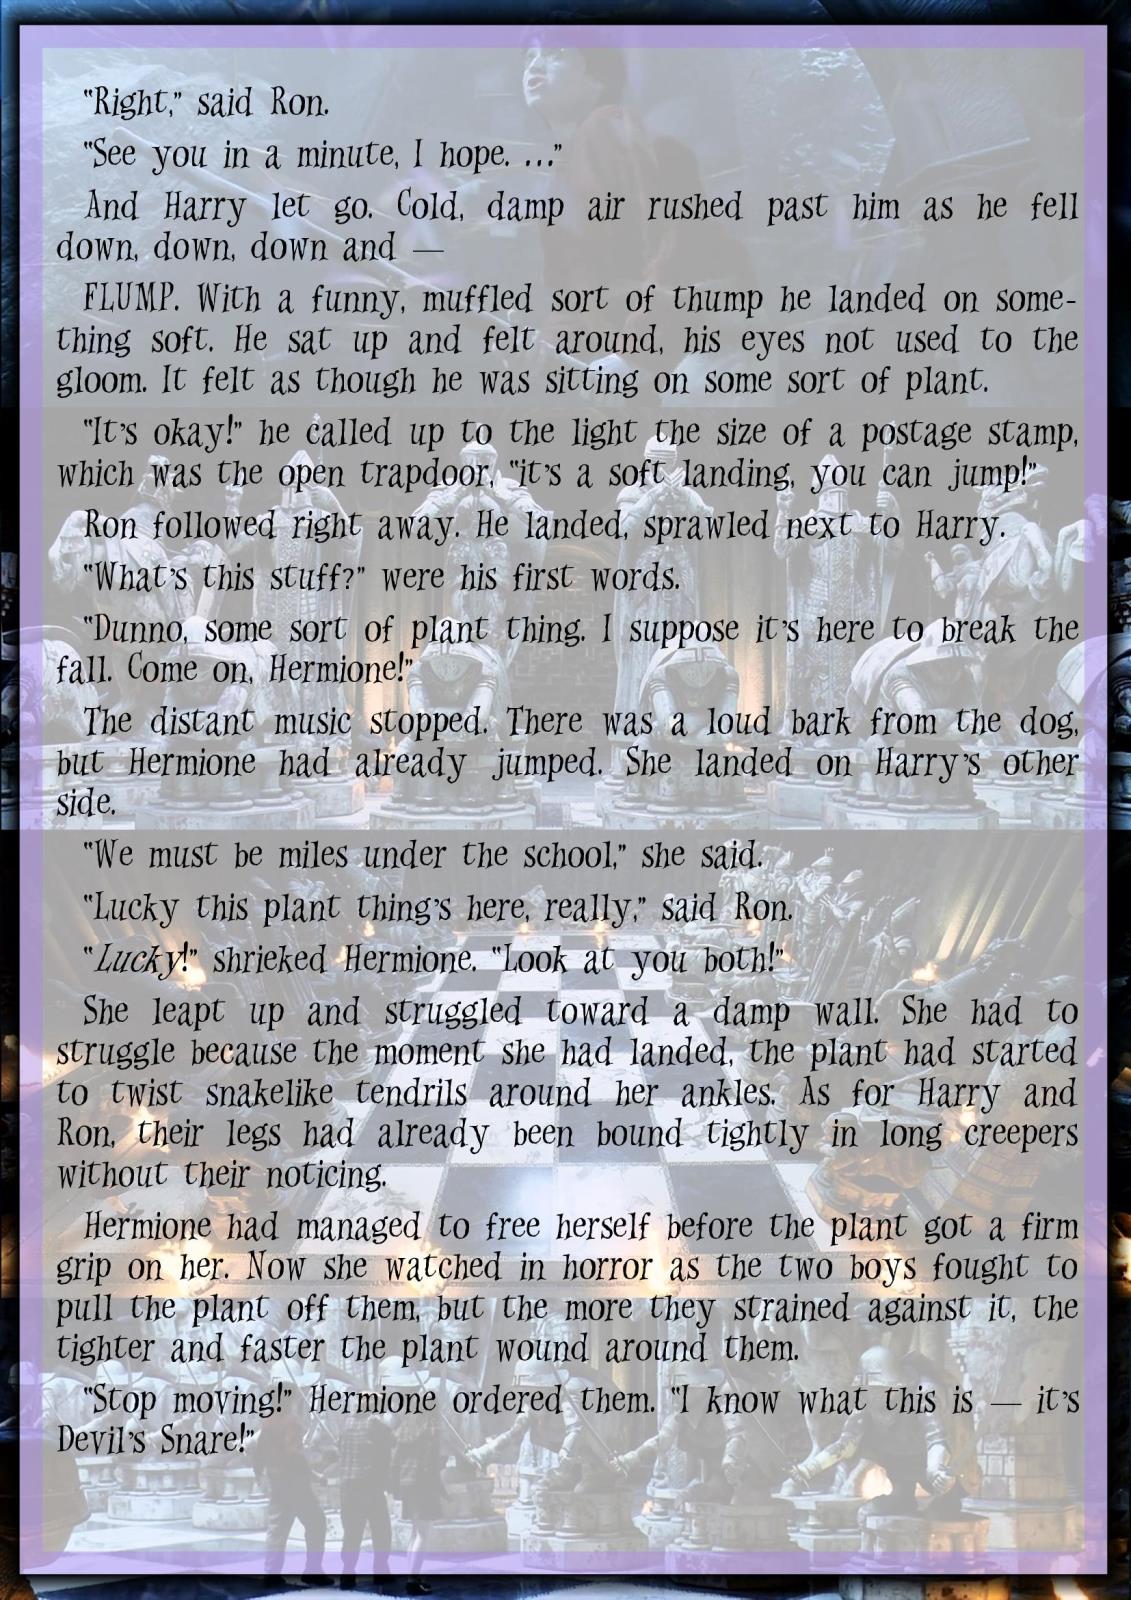 "Right," said Ron.
"See you in a minute, I hope. ..."
And Harry let go. Cold, damp air rushed past him as he fell
down, down, down and —
FLUMP. With a funny, muffled sort of thump he landed on some-
thing soft. He sat up and felt around, his eyes not used to the
gloom. It felt as though he was sitting on some sort of plant.
"It's okay!" he called up to the light the size of a postage stamp,
which was the open trapdoor, "it's a soft landing, you can jump!"
Ron followed right away. He landed, sprawled next to Harry.
"What's this stuff?" were his first words.
"Dunno, some sort of plant thing. I suppose it's here to break the
fall. Come on, Hermione!"
The distant music stopped. There was a loud bark from the dog,
but Hermione had already jumped. She landed on Harry's other
side.
"We must be miles under the school," she said.
"Lucky this plant thing's here, really," said Ron.
"Lucky!" shrieked Hermione. "Look at you both!"
She leapt up and struggled toward a damp wall. She had to
struggle because the moment she had landed, the plant had started
to twist snakelike tendrils around her ankles. As for Harry and
Ron, their legs had already been bound tightly in long creepers
without their noticing.
Hermione had managed to free herself before the plant got a firm
grip on her. Now she watched in horror as the two boys fought to
pull the plant off them, but the more they strained against it, the
tighter and faster the plant wound around them.
"Stop moving!" Hermione ordered them. "I know what this is — it's
Devil's Snare!"